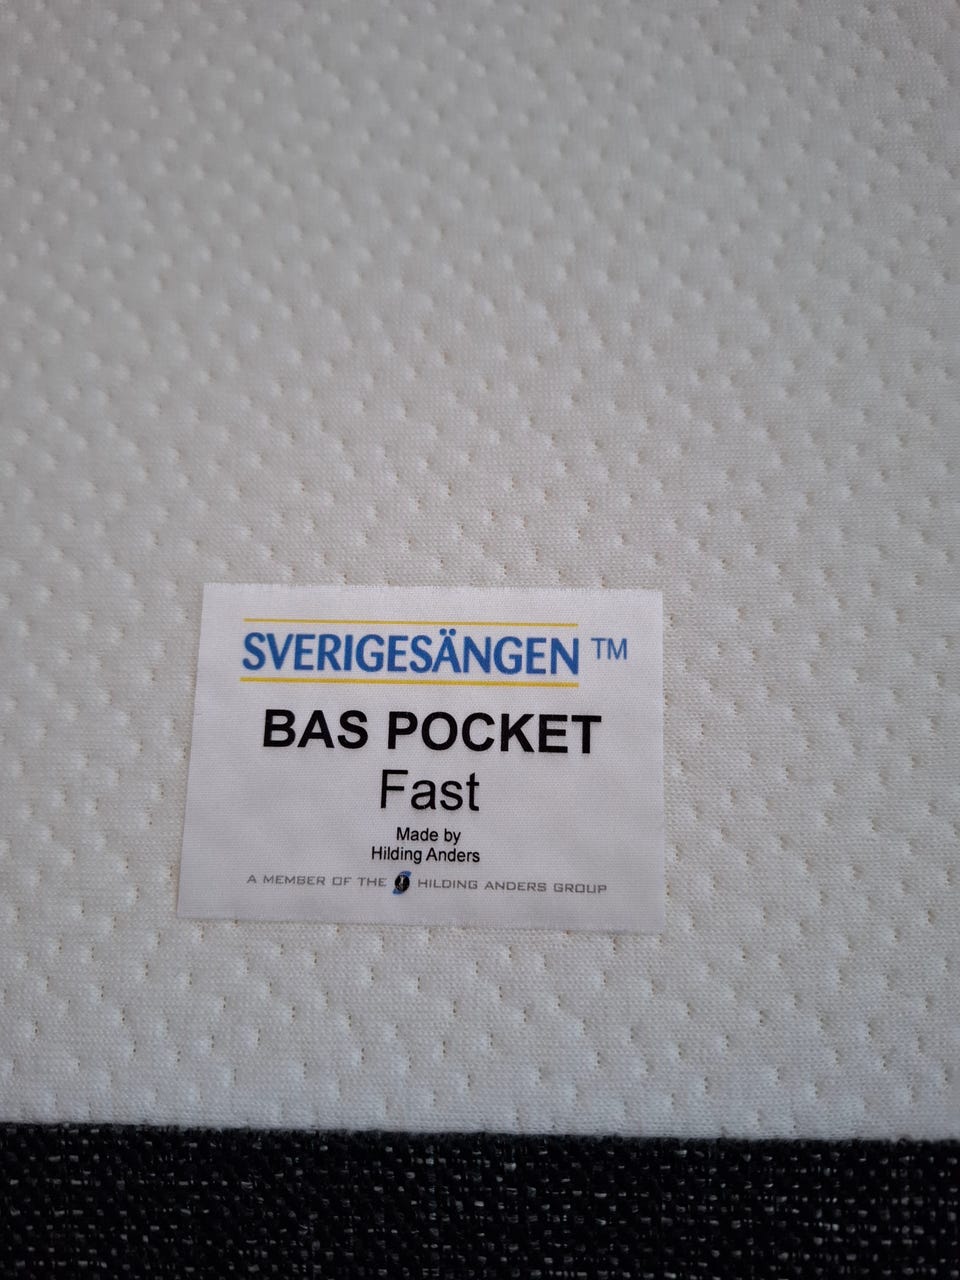 SVERIGESÄNGEN ™
BAS POCKET
Fast
Made by
Hilding Anders
A MEMBER OF THE HILDING ANDERS GROUP